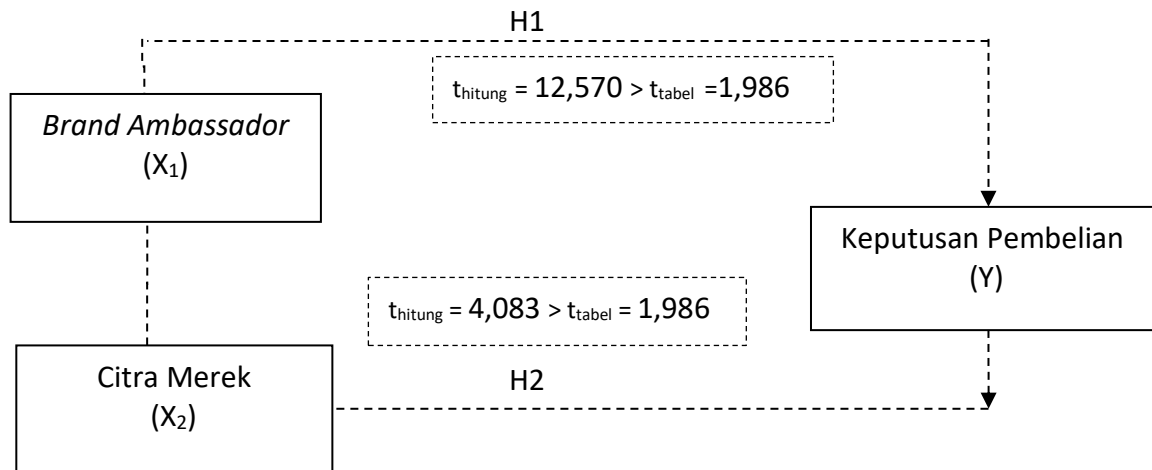 H1
t_hitung = 12,570 > t_tabel =1,986
Brand Ambassador
(X₁)
Keputusan Pembelian
(Y)
t_hitung = 4,083 > t_tabel = 1,986
Citra Merek
(X₂)
H2